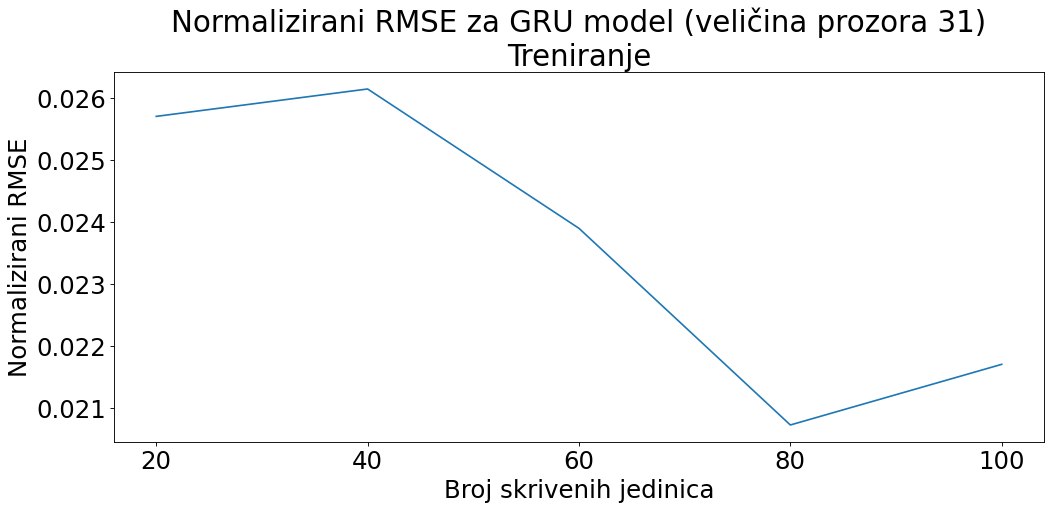 Normalizirani RMSE za GRU model (veličina prozora 31)
Treniranje
Normalizirani RMSE
0.026
0.025
0.024
0.023
0.022
0.021
20 40 60 80 100
Broj skrivenih jedinica